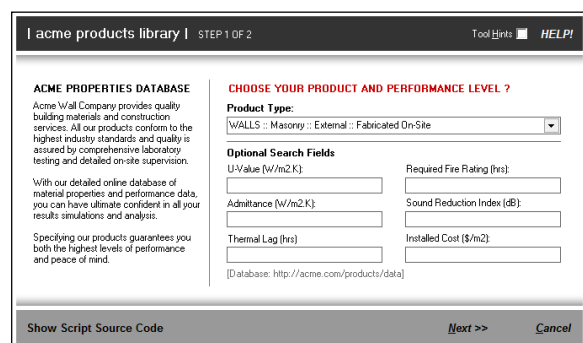 | acme products library | STEP 1 OF 2
Tool Hints HELP!
ACME PROPERTIES DATABASE
Acme Wall Company provides quality
building materials and construction
services. All our products conform to the
highest industry standards and quality is
assured by comprehensive laboratory
testing and detailed on-site supervision.
With our detailed online database of
material properties and performance data,
you can have ultimate confident in all your
results simulations and analysis.
Specifying our products guarantees you
both the highest levels of performance
and peace of mind.
CHOOSE YOUR PRODUCT AND PERFORMANCE LEVEL ?
Product Type:
WALLS :: Masonry :: External :: Fabricated On-Site
Optional Search Fields
U-Value (W/m2.K):
Required Fire Rating (hrs):
Admittance (W/m2.K):
Sound Reduction Index (dB):
Thermal Lag (hrs)
Installed Cost ($/m2):
[Database: http://acme.com/products/data]
Show Script Source Code
Next >>
Cancel